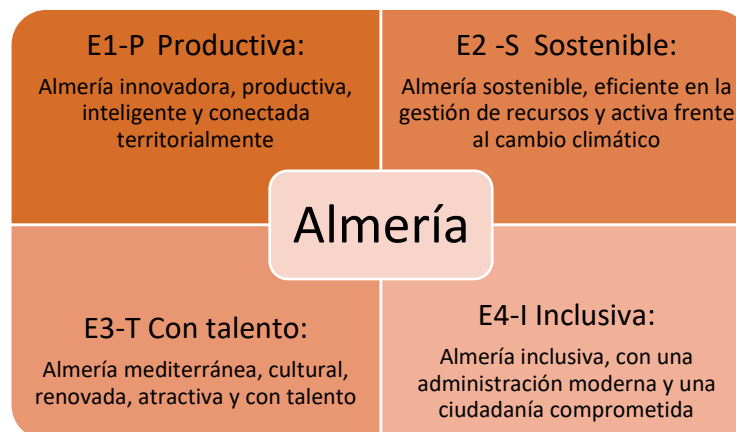 E1-P Productiva:
Almería innovadora, productiva,
inteligente y conectada
territorialmente
E2 -S Sostenible:
Almería sostenible, eficiente en la
gestión de recursos y activa frente
al cambio climático
Almería
E3-T Con talento:
Almería mediterránea, cultural,
renovada, atractiva y con talento
E4-I Inclusiva:
Almería inclusiva, con una
administración moderna y una
ciudadanía comprometida